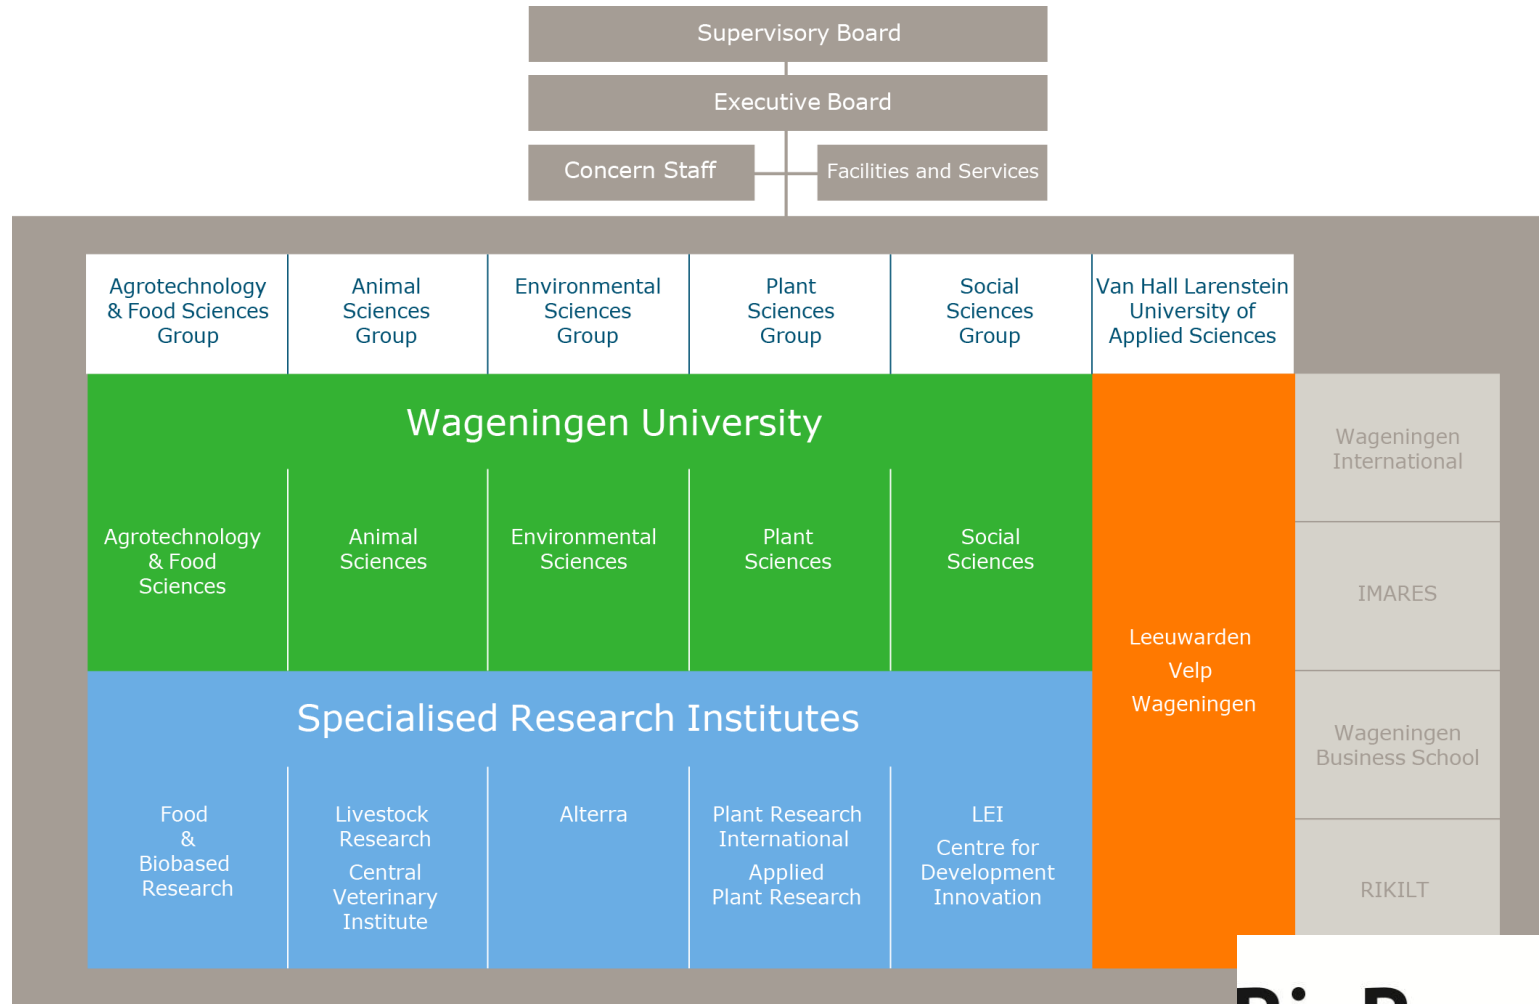 Supervisory Board
Executive Board
Concern Staff
Facilities and Services
Agrotechnology
& Food Sciences
Group
Animal
Sciences
Group
Environmental
Sciences
Group
Plant
Sciences
Group
Social
Sciences
Group
Van Hall Larenstein
University of
Applied Sciences
Wageningen University
Agrotechnology
& Food
Sciences
Animal
Sciences
Environmental
Sciences
Plant
Sciences
Social
Sciences
Specialised Research Institutes
Food
&
Biobased
Research
Livestock
Research
Central
Veterinary
Institute
Alterra
Plant Research
International
Applied
Plant Research
LEI
Centre for
Development
Innovation
Leeuwarden
Velp
Wageningen
Wageningen
International
IMARES
Wageningen
Business School
RIKILT